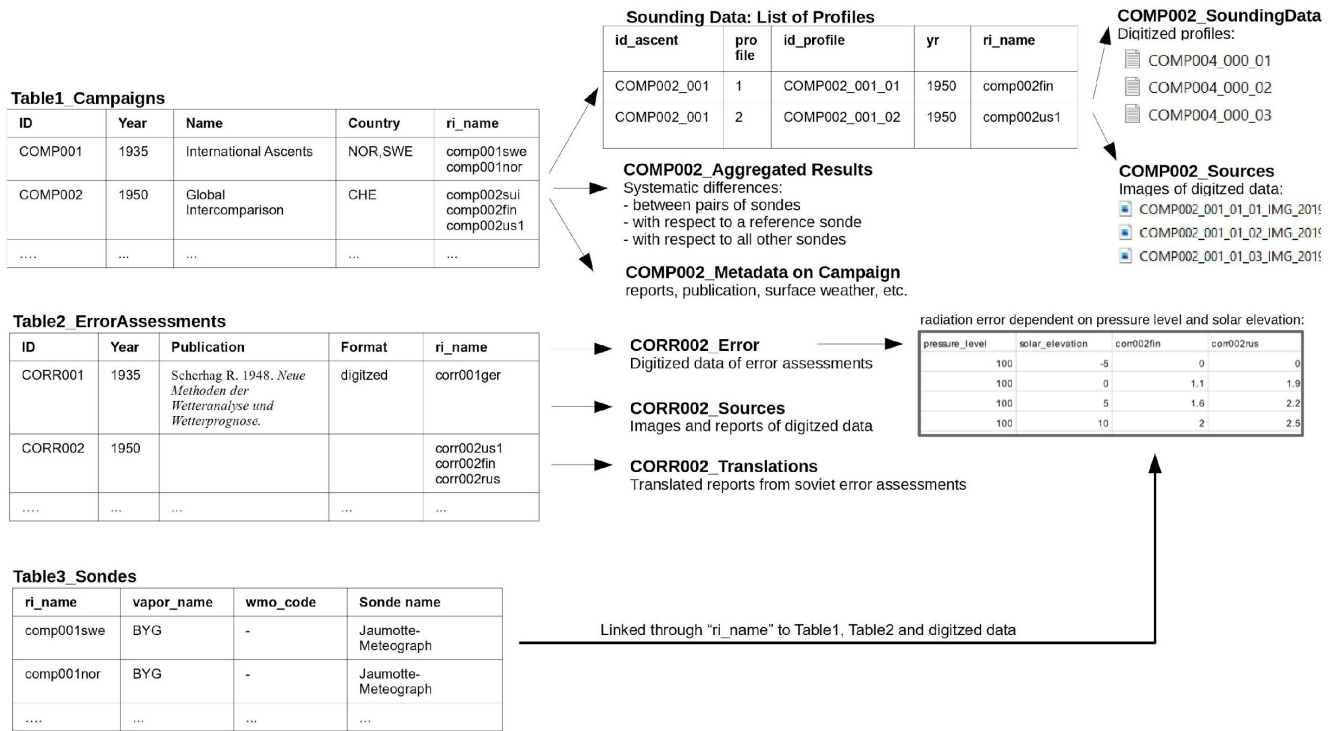 Sounding Data: List of Profiles
id_ascent pro file id_profile yr ri_name
COMP002_001 1 COMP002_001_01 1950 comp002fin
COMP002_001 2 COMP002_001_02 1950 comp002us1
COMP002_SoundingData
Digitized profiles:
COMP004_000_01
COMP004_000_02
COMP004_000_03
COMP002_Sources
Images of digitzed data:
COMP002_001_01_01_IMG_2019
COMP002_001_01_02_IMG_2019
COMP002_001_01_03_IMG_2019
Table1_Campaigns
ID Year Name Country ri_name
COMP001 1935 International Ascents NOR,SWE comp001swe
comp001nor
COMP002 1950 Global CHE comp002sui
Intercomparison comp002fin
comp002us1
.... ... ... ... ...
COMP002_Aggregated Results
Systematic differences:
- between pairs of sondes
- with respect to a reference sonde
- with respect to all other sondes
COMP002_Metadata on Campaign
reports, publication, surface weather, etc.
Table2_ErrorAssessments
ID Year Publication Format ri_name
CORR001 1935 Scherhag R. 1948. Neue digitzed corr001ger
Methoden der
Wetteranalyse und
Wetterprognose.
CORR002 1950 corr002us1
corr002fin
corr002rus
.... ... ... ... ...
CORR002_Error
Digitized data of error assessments
CORR002_Sources
Images and reports of digitzed data
CORR002_Translations
Translated reports from soviet error assessments
radiation error dependent on pressure level and solar elevation:
pressure_level solar_elevation corr002fin corr002rus
100 -5 0 0
100 0 1.1 1.9
100 5 1.6 2.2
100 10 2 2.5
Table3_Sondes
ri_name vapor_name wmo_code Sonde name
comp001swe BYG - Jaumotte-
Meteograph
comp001nor BYG - Jaumotte-
Meteograph
.... ... ... ...
Linked through “ri_name” to Table1, Table2 and digitzed data